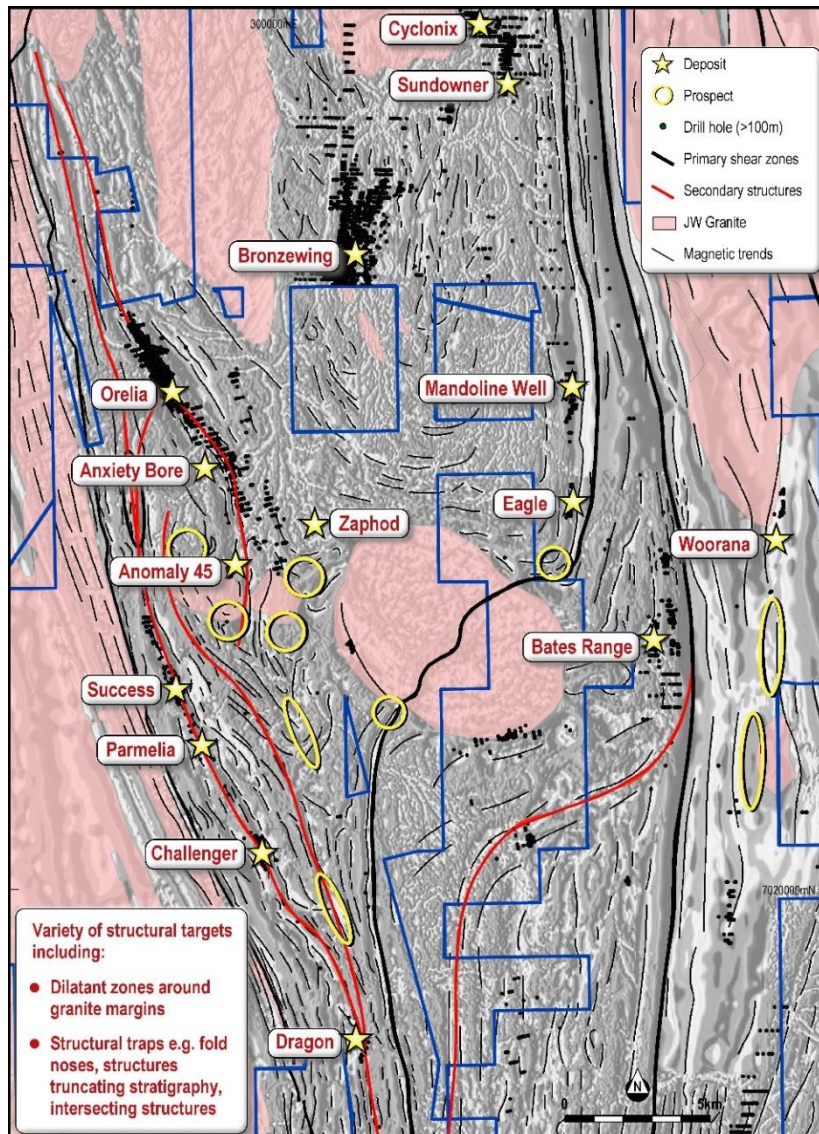 300000mE
Cyclonix
Sundowner
Deposit
Prospect
Drill hole (>100m)
Primary shear zones
Secondary structures
JW Granite
Magnetic trends
Bronzewing
Orelia
Mandoline Well
Anxiety Bore
Eagle
Zaphod
Woorana
Anomaly 45
Bates Range
Success
Parmelia
Challenger
7020000mN
Variety of structural targets
including:
● Dilatant zones around
granite margins
● Structural traps e.g. fold
noses, structures
truncating stratigraphy,
intersecting structures
Dragon
N
0 5km